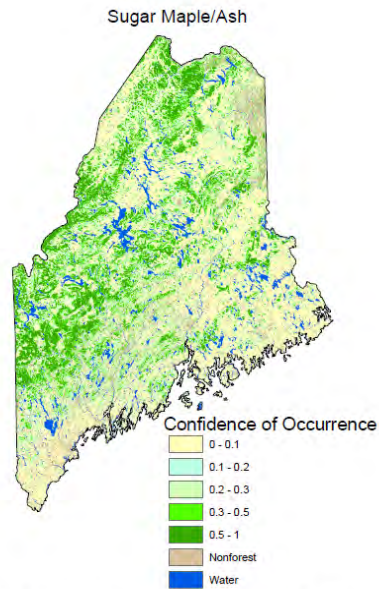 Sugar Maple/Ash
Confidence of Occurrence
0 - 0.1
0.1 - 0.2
0.2 - 0.3
0.3 - 0.5
0.5 - 1
Nonforest
Water